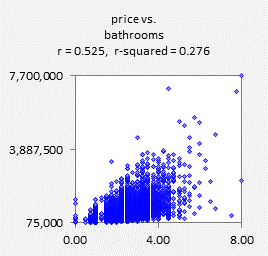 price vs.
bathrooms
r = 0.525, r-squared = 0.276
7,700,000
3,887,500
75,000
0.00 4.00 8.00